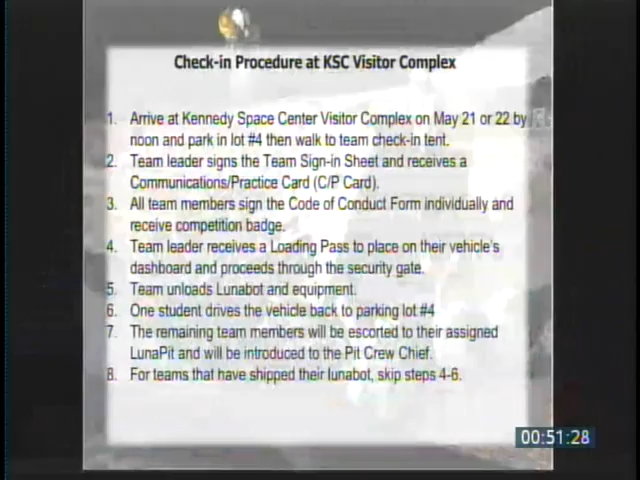 Check-in Procedure at KSC Visitor Complex
1. Arrive at Kennedy Space Center Visitor Complex on May 21 or 22 by
noon and park in lot #4 then walk to team check-in tent.
2. Team leader signs the Team Sign-in Sheet and receives a
Communications/Practice Card (C/P Card).
3. All team members sign the Code of Conduct Form individually and
receive competition badge.
4. Team leader receives a Loading Pass to place on their vehicle's
dashboard and proceeds through the security gate.
5. Team unloads Lunabot and equipment.
6. One student drives the vehicle back to parking lot #4
7. The remaining team members will be escorted to their assigned
LunaPit and will be introduced to the Pit Crew Chief.
8. For teams that have shipped their lunabot, skip steps 4-6.
00:51:28